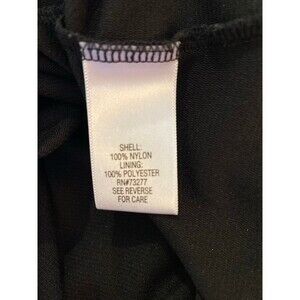 SHELL:
100% NYLON
LINING:
100% POLYESTER
RN#73277
SEE REVERSE
FOR CARE